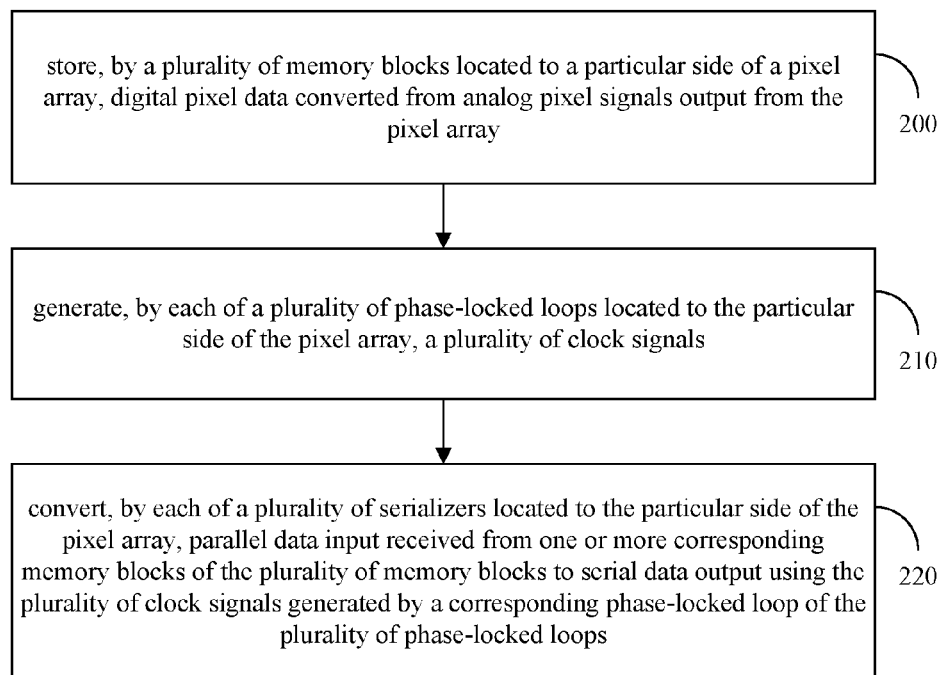 store, by a plurality of memory blocks located to a particular side of a pixel
array, digital pixel data converted from analog pixel signals output from the
pixel array
200
generate, by each of a plurality of phase-locked loops located to the particular
side of the pixel array, a plurality of clock signals
210
convert, by each of a plurality of serializers located to the particular side of the
pixel array, parallel data input received from one or more corresponding
memory blocks of the plurality of memory blocks to serial data output using the
plurality of clock signals generated by a corresponding phase-locked loop of the
plurality of phase-locked loops
220